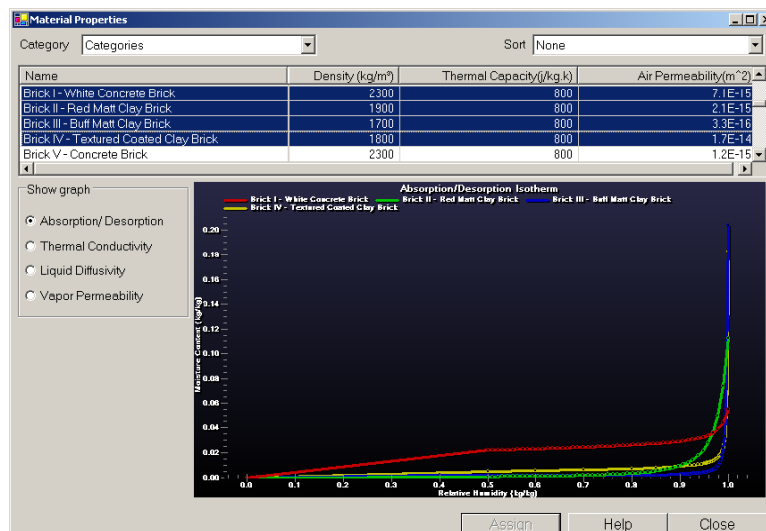 Material Properties
Category Categories Sort None
Name Density (kg/m³) Thermal Capacity(j/kg.k) Air Permeability(m^2)
Brick I - White Concrete Brick 2300 800 7.1E-15
Brick II - Red Matt Clay Brick 1900 800 2.1E-15
Brick III - Buff Matt Clay Brick 1700 800 3.3E-16
Brick IV - Textured Coated Clay Brick 1800 800 1.7E-14
Brick V - Concrete Brick 2300 800 1.2E-15
Show graph
Absorption/ Desorption
Thermal Conductivity
Liquid Diffusivity
Vapor Permeability
Absorption/Desorption Isotherm
Brick I - White Concrete Brick Brick II - Red Matt Clay Brick Brick III - Buff Matt Clay Brick
Brick IV - Textured Coated Clay Brick
Moisture Content (kg/kg)
0.20
0.18
0.16
0.14
0.12
0.10
0.08
0.06
0.04
0.02
0.00
0.0 0.1 0.2 0.3 0.4 0.5 0.6 0.7 0.8 0.9 1.0
Relative Humidity (kg/kg)
Assign Help Close